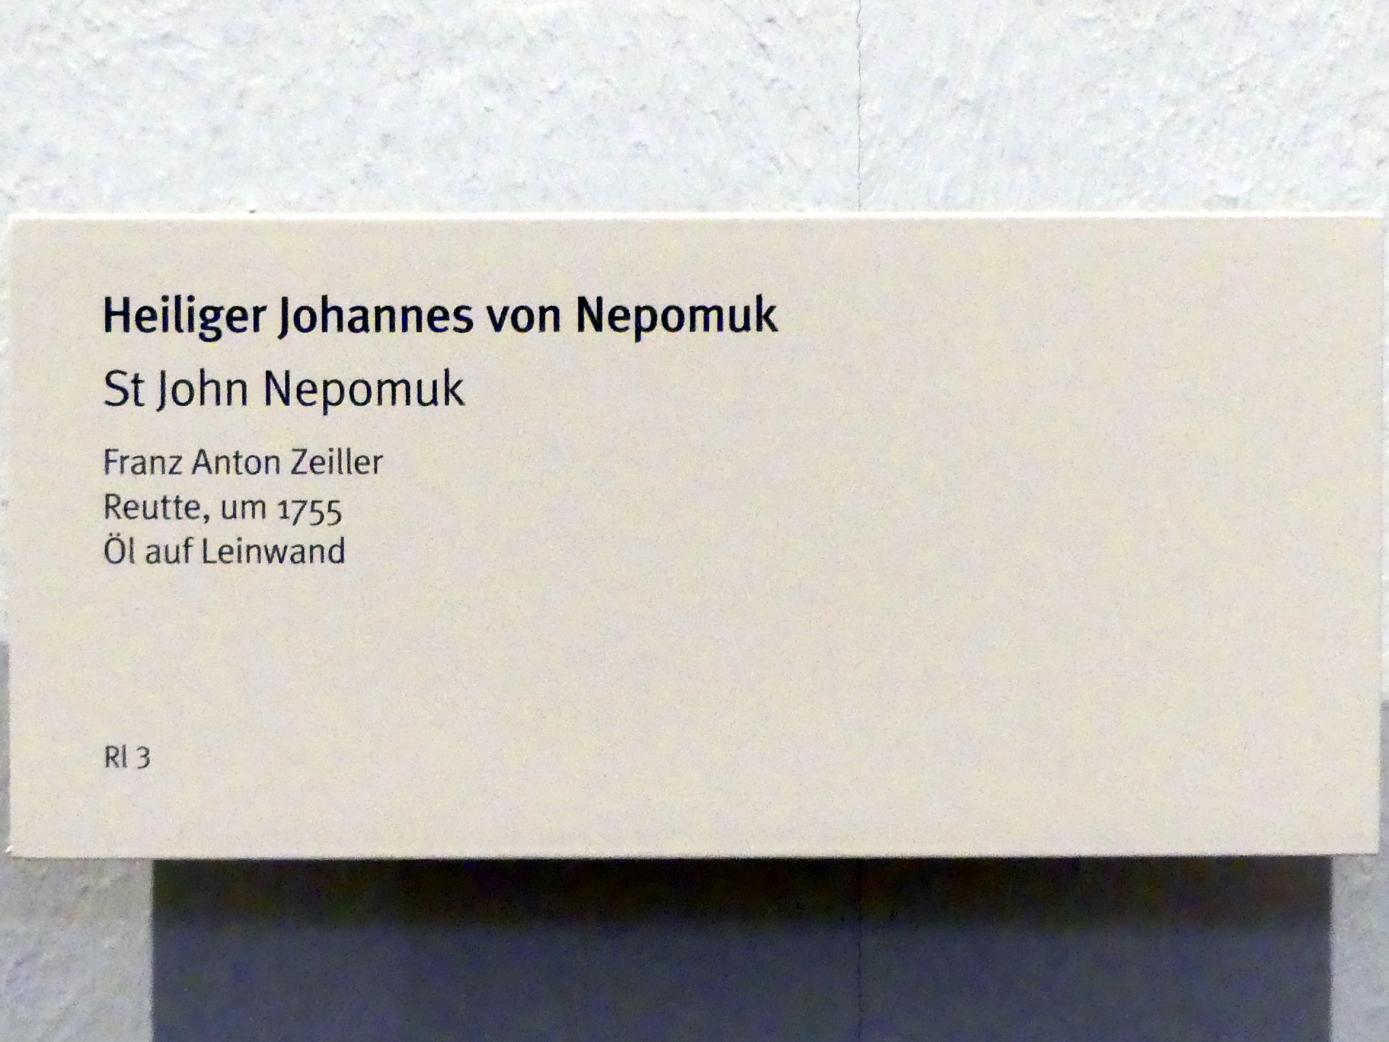 Heiliger Johannes von Nepomuk
St John Nepomuk
Franz Anton Zeiller
Reutte, um 1755
Öl auf Leinwand
Rl 3